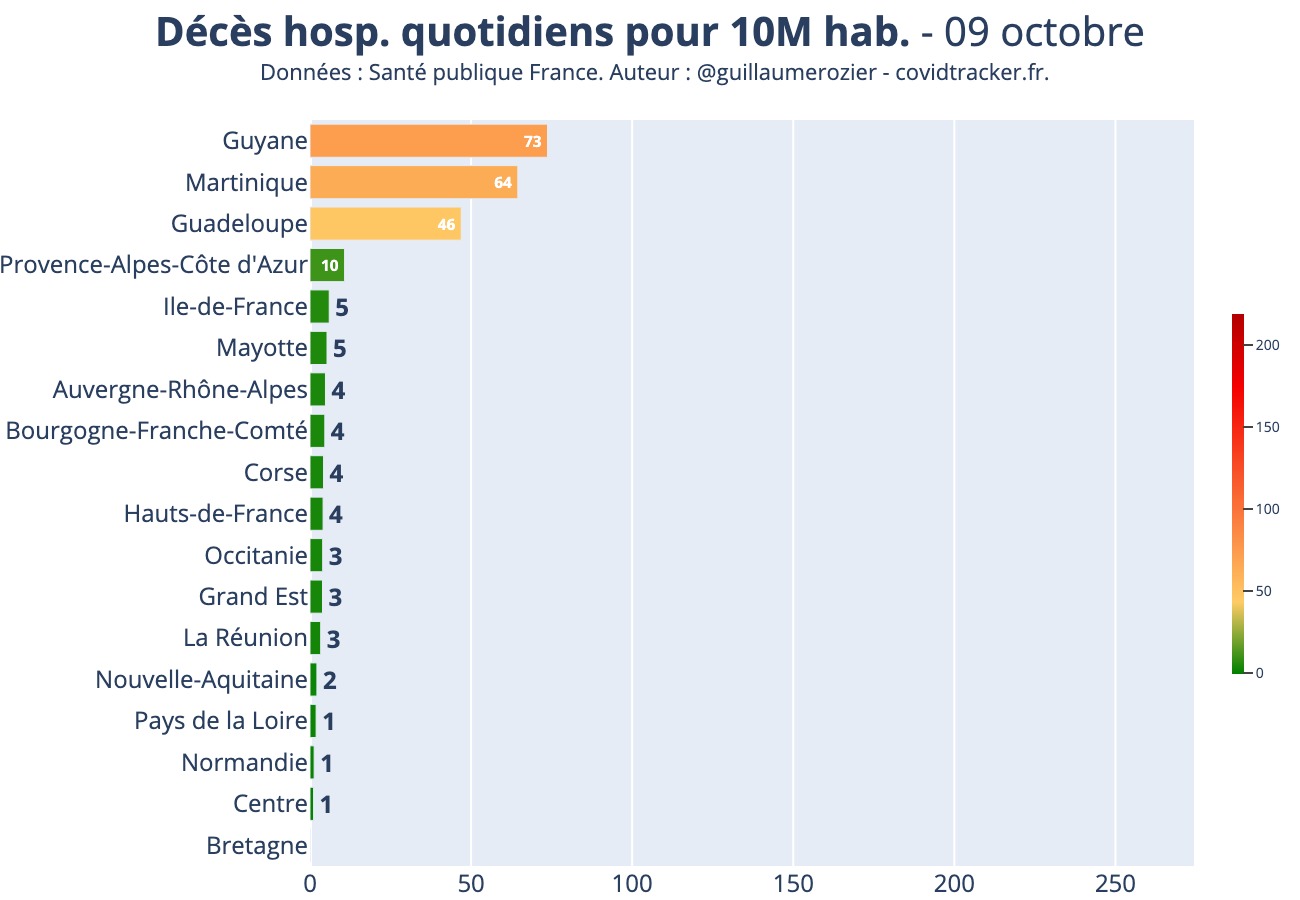 Décès hosp. quotidiens pour 10M hab. - 09 octobre
Données : Santé publique France. Auteur : @guillaumerozier - covidtracker.fr.
Guyane 73
Martinique 64
Guadeloupe 46
Provence-Alpes-Côte d'Azur 10
Ile-de-France 5
Mayotte 5
Auvergne-Rhône-Alpes 4
Bourgogne-Franche-Comté 4
Corse 4
Hauts-de-France 4
Occitanie 3
Grand Est 3
La Réunion 3
Nouvelle-Aquitaine 2
Pays de la Loire 1
Normandie 1
Centre 1
Bretagne
0 50 100 150 200 250
200
150
100
50
0